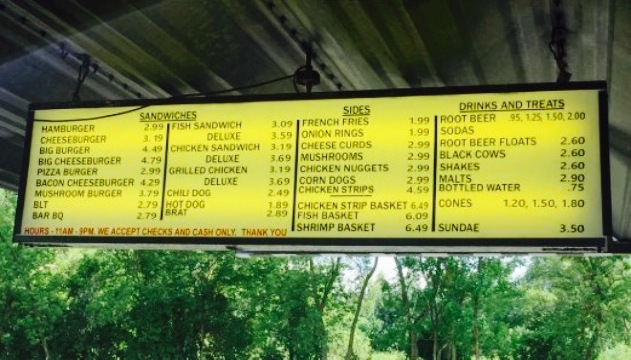 SANDWICHES
HAMBURGER 2.99
CHEESEBURGER 3.19
BIG BURGER 4.49
BIG CHEESEBURGER 4.79
PIZZA BURGER 2.99
BACON CHEESEBURGER 4.29
MUSHROOM BURGER 3.79
BLT 2.79
BAR BQ 2.79
FISH SANDWICH 3.09
DELUXE 3.59
CHICKEN SANDWICH 3.19
DELUXE 3.69
GRILLED CHICKEN 3.19
DELUXE 3.69
CHILI DOG 2.49
HOT DOG 1.89
BRAT 2.89
HOURS - 11AM - 9PM. WE ACCEPT CHECKS AND CASH ONLY. THANK YOU
SIDES
FRENCH FRIES 1.99
ONION RINGS 1.99
CHEESE CURDS 2.99
MUSHROOMS 2.99
CHICKEN NUGGETS 2.99
CORN DOGS 2.99
CHICKEN STRIPS 4.59
CHICKEN STRIP BASKET 6.49
FISH BASKET 6.09
SHRIMP BASKET 6.49
DRINKS AND TREATS
ROOT BEER .95, 1.25, 1.50, 2.00
SODAS
ROOT BEER FLOATS 2.60
BLACK COWS 2.60
SHAKES 2.60
MALTS 2.90
BOTTLED WATER .75
CONES 1.20, 1.50, 1.80
SUNDAE 3.50